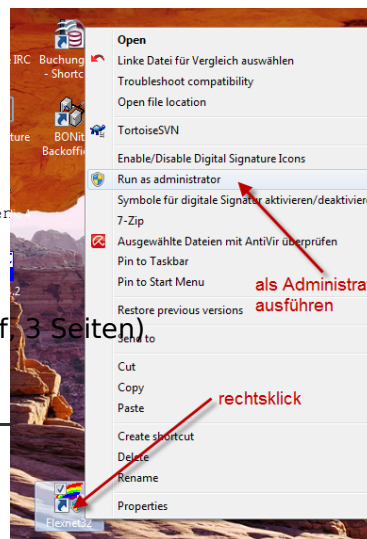 Open
IRC Buchung
- Shortc
Linke Datei für Vergleich auswählen
Troubleshoot compatibility
Open file location
ture BONit
Backoffi
TortoiseSVN
Enable/Disable Digital Signature Icons
Run as administrator
Symbole für digitale Signatur aktivieren/deaktivier
7-Zip
Ausgewählte Dateien mit AntiVir überprüfen
Pin to Taskbar
Pin to Start Menu
als Administra
ausführen
Restore previous versions
f, 3 Seiten)
Send to
Cut
Copy
Paste
rechtsklick
Create shortcut
Delete
Rename
Properties
Flexnet32